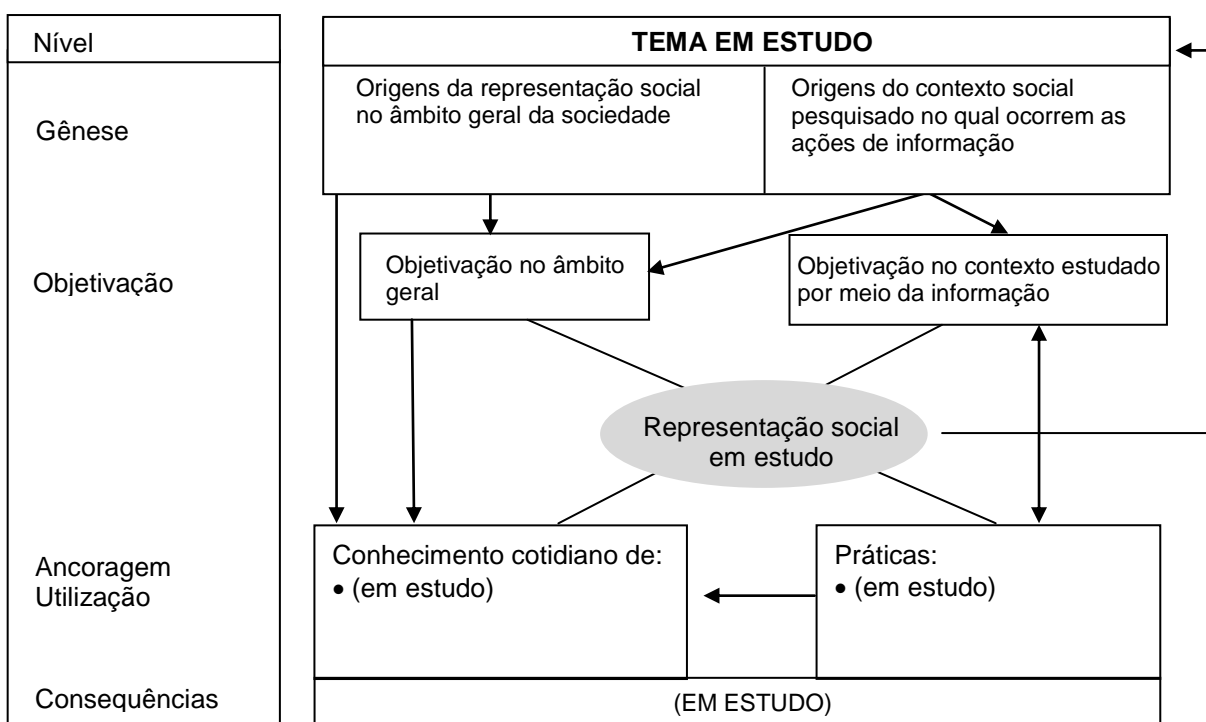 Nível
TEMA EM ESTUDO
Gênese
Origens da representação social
no âmbito geral da sociedade
Origens do contexto social
pesquisado no qual ocorrem as
ações de informação
Objetivação
Objetivação no âmbito
geral
Objetivação no contexto estudado
por meio da informação
Representação social
em estudo
Ancoragem
Utilização
Conhecimento cotidiano de:
• (em estudo)
Práticas:
• (em estudo)
Consequências
(EM ESTUDO)